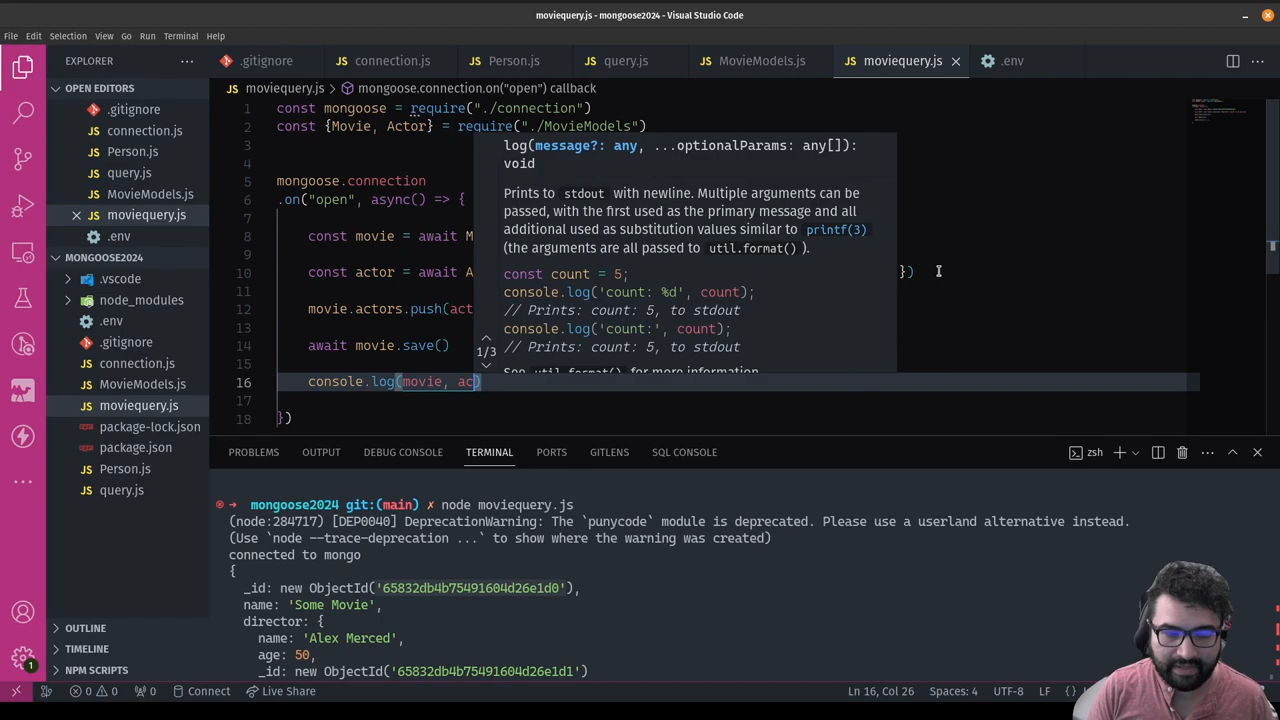 moviequery.js - mongoose2024 - Visual Studio Code
File Edit Selection View Go Run Terminal Help
EXPLORER
.gitignore connection.js Person.js query.js MovieModels.js moviequery.js .env
OPEN EDITORS
.gitignore
connection.js
Person.js
query.js
MovieModels.js
moviequery.js
.env
MONGOOSE2024
.vscode
node_modules
.env
.gitignore
connection.js
MovieModels.js
moviequery.js
package-lock.json
package.json
Person.js
query.js
OUTLINE
TIMELINE
NPM SCRIPTS
moviequery.js > mongoose.connection.on("open") callback
1 const mongoose = require("./connection")
2 const {Movie, Actor} = require("./MovieModels")
3
4
5 mongoose.connection
6 .on("open", async() => {
7
8 const movie = await M
9
10 const actor = await A })
11
12 movie.actors.push(act
13
14 await movie.save()
15
16 console.log(movie, ac)
17
18 })
log(message?: any, ...optionalParams: any[]):
void
Prints to stdout with newline. Multiple arguments can be
passed, with the first used as the primary message and all
additional used as substitution values similar to printf(3)
(the arguments are all passed to util.format() ).
const count = 5;
console.log('count: %d', count);
// Prints: count: 5, to stdout
console.log('count:', count);
// Prints: count: 5, to stdout
1/3
See util.format() for more information.
PROBLEMS OUTPUT DEBUG CONSOLE TERMINAL PORTS GITLENS SQL CONSOLE
zsh
mongoose2024 git:(main) ✗ node moviequery.js
(node:284717) [DEP0040] DeprecationWarning: The `punycode` module is deprecated. Please use a userland alternative instead.
(Use `node --trace-deprecation ...` to show where the warning was created)
connected to mongo
{
_id: new ObjectId('65832db4b75491604d26e1d0'),
name: 'Some Movie',
director: {
name: 'Alex Merced',
age: 50,
_id: new ObjectId('65832db4b75491604d26e1d1')
1
0 0 0 Connect Live Share Ln 16, Col 26 Spaces: 4 UTF-8 LF {}